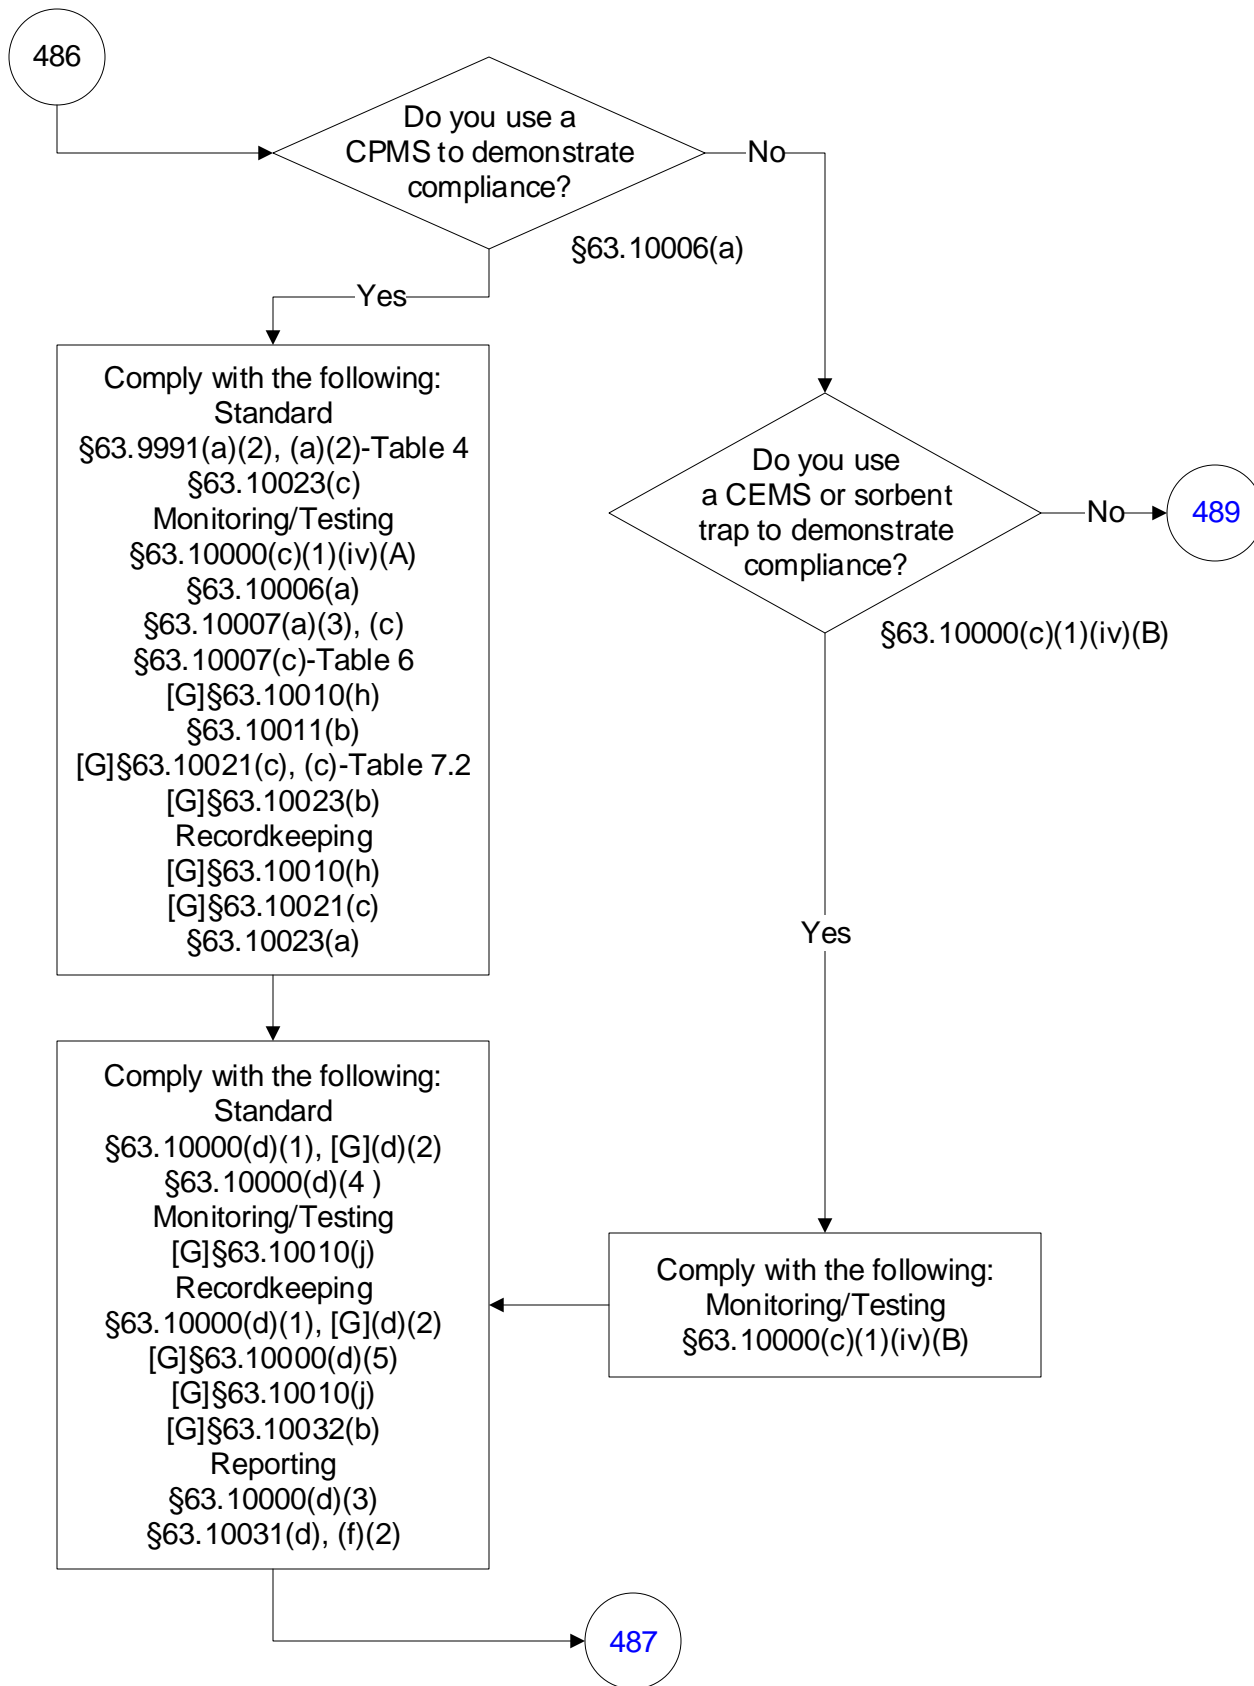 486
Do you use a
CPMS to demonstrate
compliance?
No
§63.10006(a)
Yes
Comply with the following:
Standard
§63.9991(a)(2), (a)(2)-Table 4
§63.10023(c)
Monitoring/Testing
§63.10000(c)(1)(iv)(A)
§63.10006(a)
§63.10007(a)(3), (c)
§63.10007(c)-Table 6
[G]§63.10010(h)
§63.10011(b)
[G]§63.10021(c), (c)-Table 7.2
[G]§63.10023(b)
Recordkeeping
[G]§63.10010(h)
[G]§63.10021(c)
§63.10023(a)
Do you use
a CEMS or sorbent
trap to demonstrate
compliance?
No
489
§63.10000(c)(1)(iv)(B)
Yes
Comply with the following:
Standard
§63.10000(d)(1), [G](d)(2)
§63.10000(d)(4 )
Monitoring/Testing
[G]§63.10010(j)
Recordkeeping
§63.10000(d)(1), [G](d)(2)
[G]§63.10000(d)(5)
[G]§63.10010(j)
[G]§63.10032(b)
Reporting
§63.10000(d)(3)
§63.10031(d), (f)(2)
Comply with the following:
Monitoring/Testing
§63.10000(c)(1)(iv)(B)
487